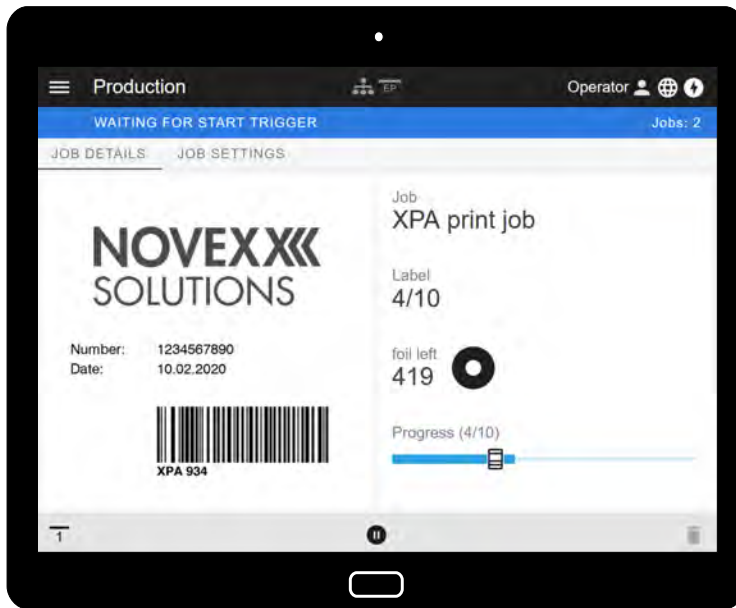 Production
EP
Operator
WAITING FOR START TRIGGER
Jobs: 2
JOB DETAILS
JOB SETTINGS
NOVEXX
SOLUTIONS
Number: 1234567890
Date: 10.02.2020
XPA 934
Job
XPA print job
Label
4/10
foil left
419
Progress (4/10)
1